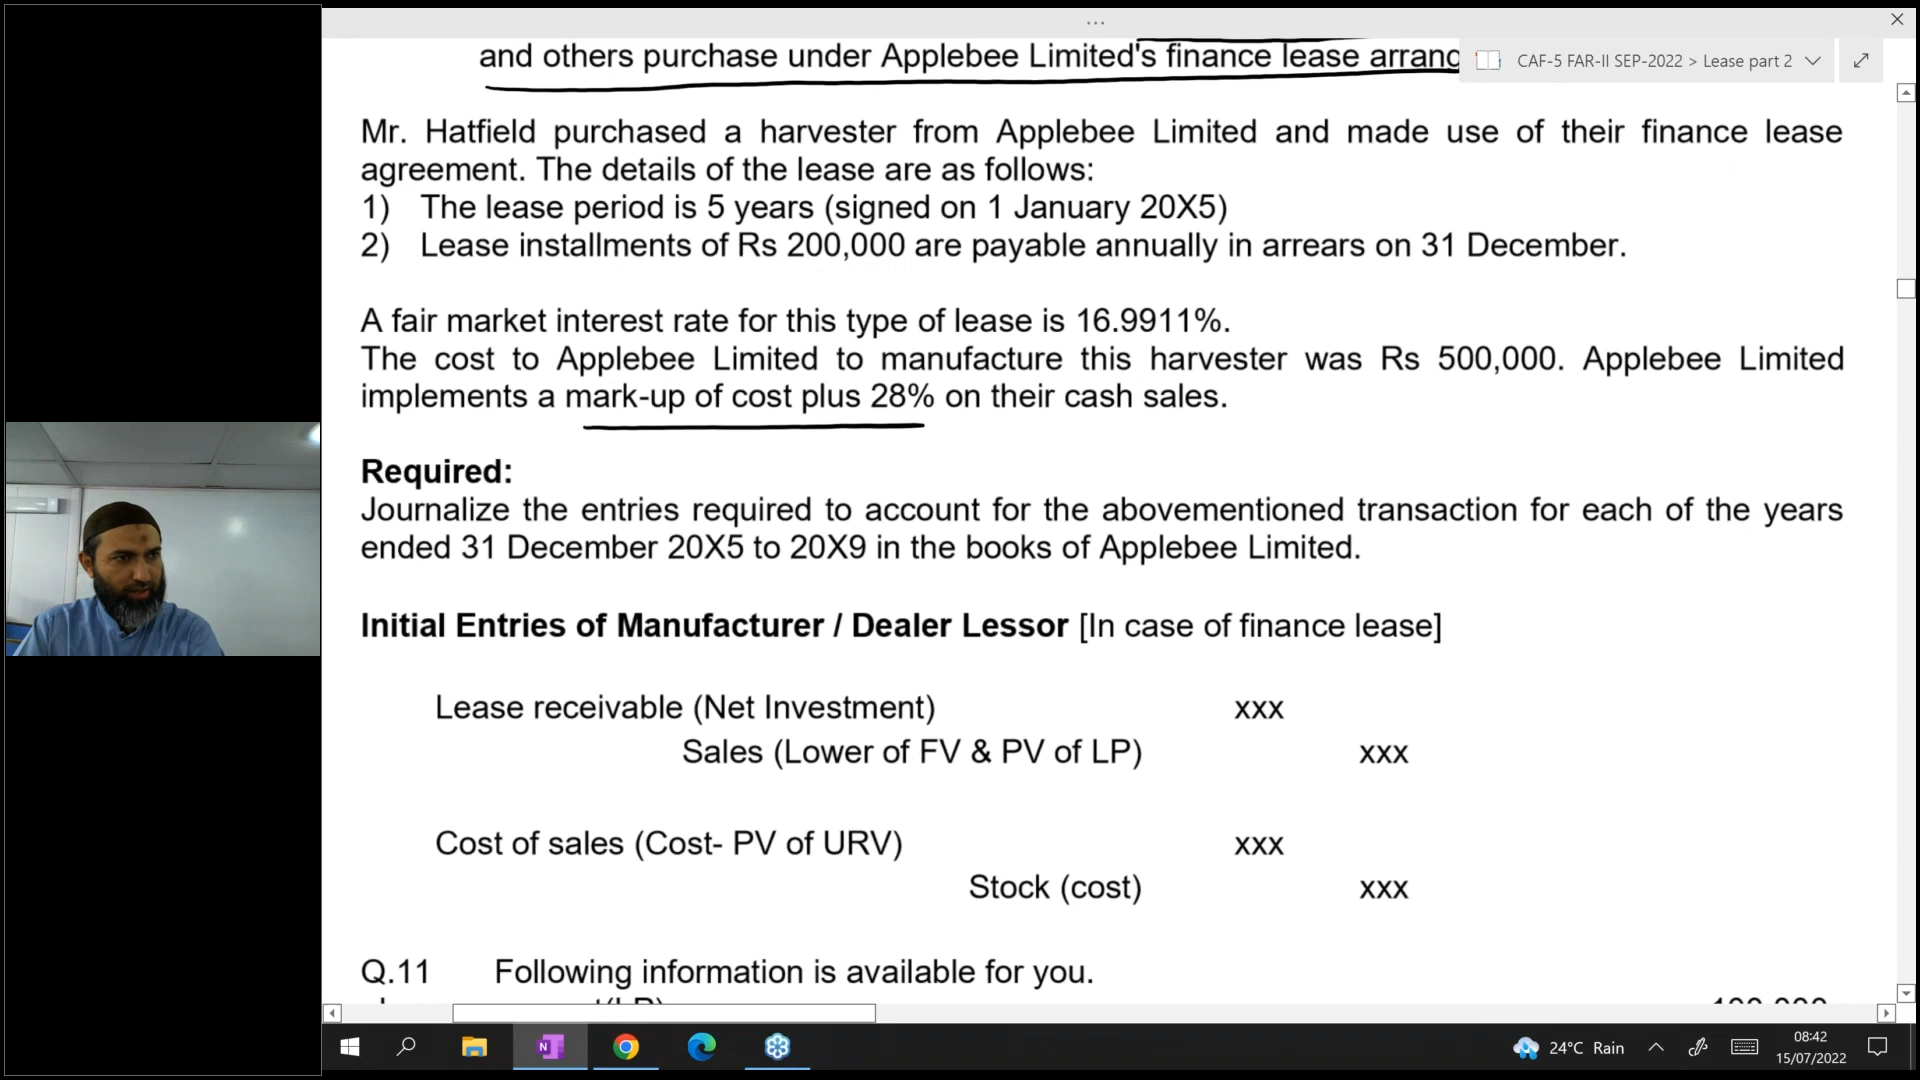 and others purchase under Applebee Limited's finance lease arrang
CAF-5 FAR-II SEP-2022 > Lease part 2
Mr. Hatfield purchased a harvester from Applebee Limited and made use of their finance lease
agreement. The details of the lease are as follows:
1) The lease period is 5 years (signed on 1 January 20X5)
2) Lease installments of Rs 200,000 are payable annually in arrears on 31 December.
A fair market interest rate for this type of lease is 16.9911%.
The cost to Applebee Limited to manufacture this harvester was Rs 500,000. Applebee Limited
implements a mark-up of cost plus 28% on their cash sales.
Required:
Journalize the entries required to account for the abovementioned transaction for each of the years
ended 31 December 20X5 to 20X9 in the books of Applebee Limited.
Initial Entries of Manufacturer / Dealer Lessor [In case of finance lease]
Lease receivable (Net Investment) xxx
Sales (Lower of FV & PV of LP) xxx
Cost of sales (Cost- PV of URV) xxx
Stock (cost) xxx
Q.11 Following information is available for you.
24°C Rain
08:42
15/07/2022